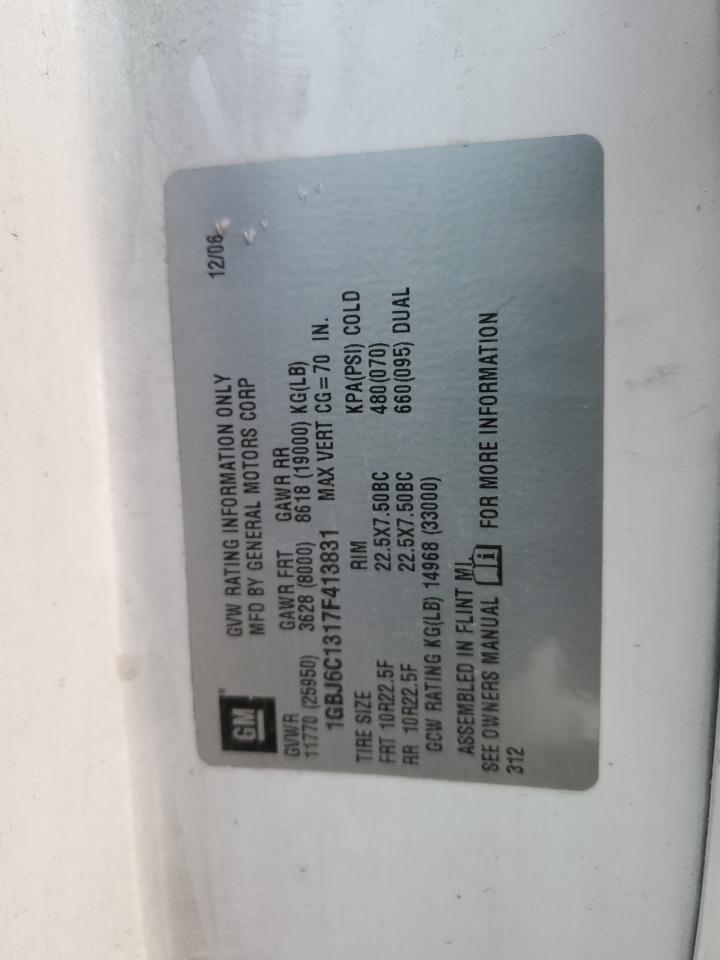 GM
GVW RATING INFORMATION ONLY 12/06
MFD BY GENERAL MOTORS CORP
GVWR GAWR FRT GAWR RR
11770 (25950) 3628 (8000) 8618 (19000) KG(LB)
1GBJ6C1317F413831 MAX VERT CG=70 IN.
TIRE SIZE RIM KPA(PSI) COLD
FRT 10R22.5F 22.5X7.50BC 480(070)
RR 10R22.5F 22.5X7.50BC 660(095) DUAL
GCW RATING KG(LB) 14968 (33000)
ASSEMBLED IN FLINT MI.
SEE OWNERS MANUAL i FOR MORE INFORMATION
312